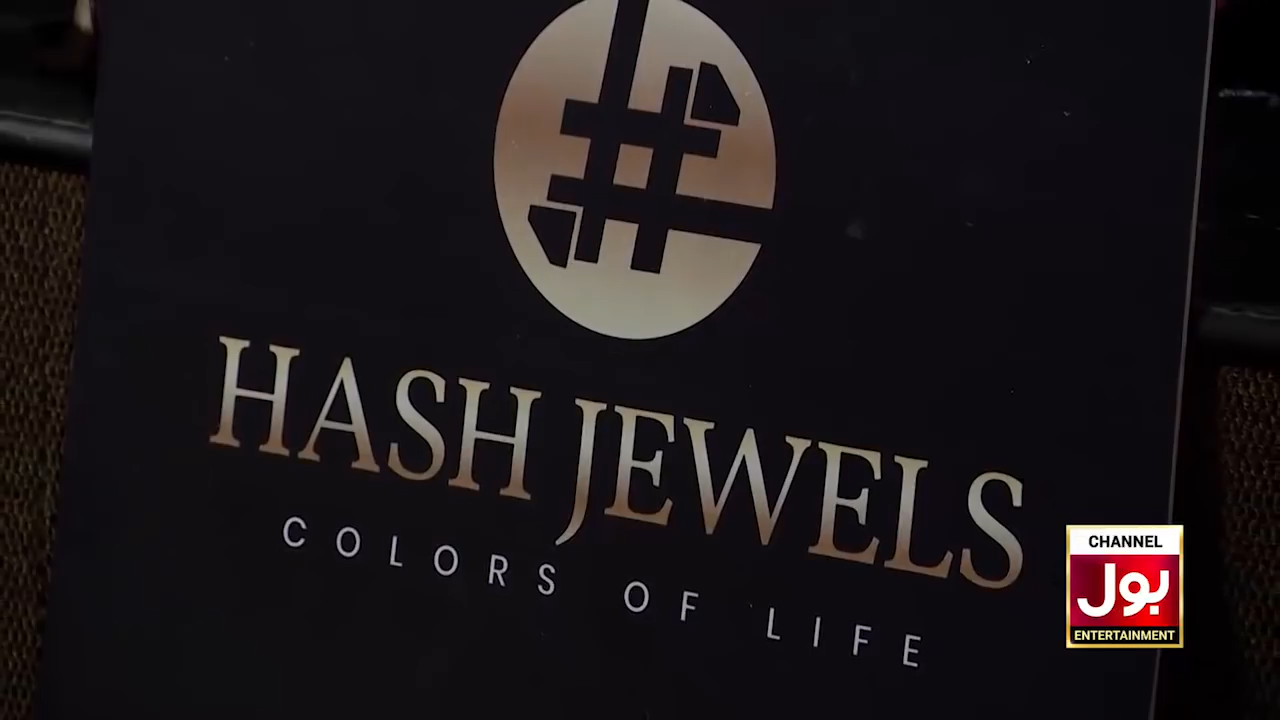 HASH JEWELS
COLORS OF LIFE
CHANNEL
بول
ENTERTAINMENT